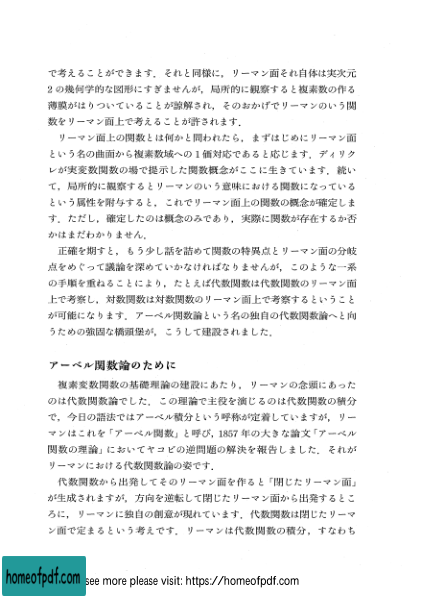 で考えることができます．それと同様に，リーマン面それ自体は実次元
2 の幾何学的な図形にすぎませんが，局所的に観察すると複素数の作る
薄膜がはりついていることが諒解され，そのおかげでリーマンのいう関
数をリーマン面上で考えることが許されます．
リーマン面上の関数とは何かと問われたら，まずはじめにリーマン面
という名の曲面から複素数域への 1 価対応であると応じます．ディリク
レが実変数関数の場で提示した関数概念がここに生きています．続い
て，局所的に観察するとリーマンのいう意味における関数になっている
という属性を附与すると，これでリーマン面上の関数の概念が確定しま
す．ただし，確定したのは概念のみであり，実際に関数が存在するか否
かはまだわかりません．
正確を期すと，もう少し話を詰めて関数の特異点とリーマン面の分岐
点をめぐって議論を深めていかなければなりませんが，このような一系
の手順を重ねることにより，たとえば代数関数は代数関数のリーマン面
上で考察し，対数関数は対数関数のリーマン面上で考察するということ
が可能になります．アーベル関数論という名の独自の代数関数論へと向
うための強固な橋頭堡が，こうして建設されました．
アーベル関数論のために
複素変数関数の基礎理論の建設にあたり，リーマンの念頭にあった
のは代数関数論でした．この理論で主役を演じるのは代数関数の積分
で，今日の語法ではアーベル積分という呼称が定着していますが，リー
マンはこれを「アーベル関数」と呼び，1857 年の大きな論文「アーベル
関数の理論」においてヤコビの逆問題の解決を報告しました．それが
リーマンにおける代数関数論の姿です．
代数関数から出発してそのリーマン面を作ると「閉じたリーマン面」
が生成されますが，方向を逆転して閉じたリーマン面から出発するとこ
ろに，リーマンに独自の創意が現れています．代数関数は閉じたリーマ
ン面で定まるという考えです．リーマンは代数関数の積分，すなわち
homeofpdf.com
see more please visit: https://homeofpdf.com